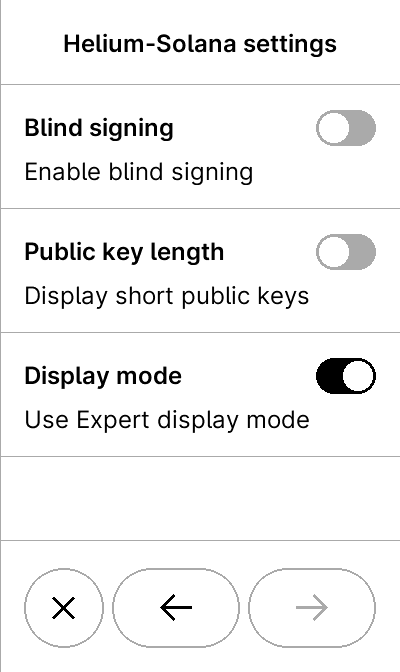 Helium-Solana settings
Blind signing
Enable blind signing
Public key length
Display short public keys
Display mode
Use Expert display mode